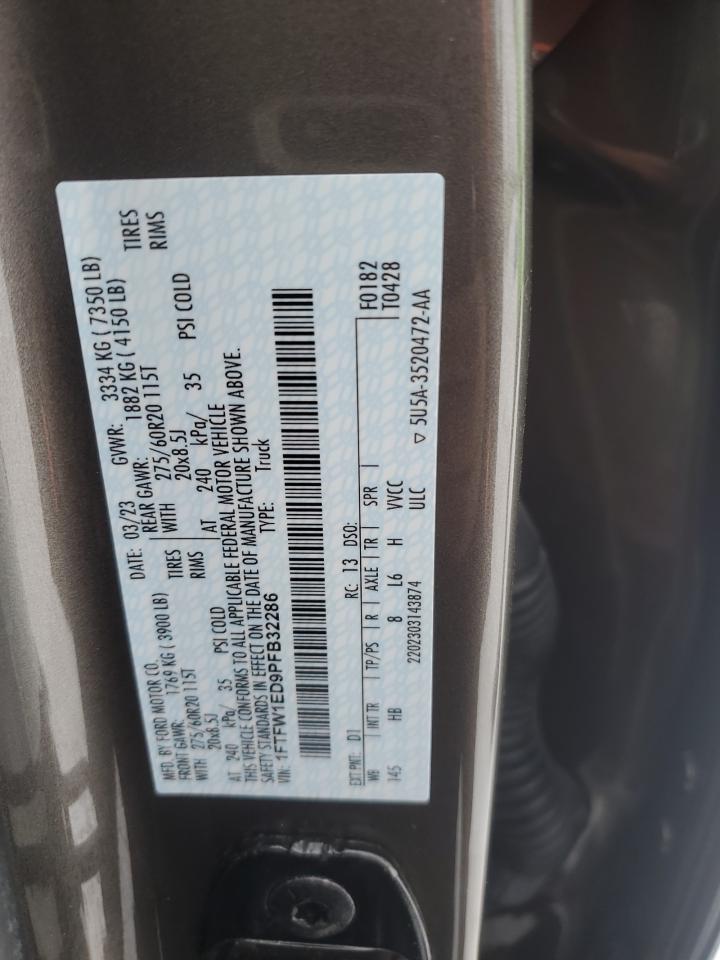 MFD. BY FORD MOTOR CO. DATE: 03/23 GVWR: 3334 KG ( 7350 LB)
FRONT GAWR: 1769 KG ( 3900 LB) REAR GAWR: 1882 KG ( 4150 LB)
WITH 275/60R20 115T TIRES WITH 275/60R20 115T TIRES
20x8.5J RIMS 20x8.5J RIMS
AT 240 kPa/ 35 PSI COLD AT 240 kPa/ 35 PSI COLD
THIS VEHICLE CONFORMS TO ALL APPLICABLE FEDERAL MOTOR VEHICLE
SAFETY STANDARDS IN EFFECT ON THE DATE OF MANUFACTURE SHOWN ABOVE.
VIN: 1FTFW1ED9PFB32286 TYPE: Truck
F0182
EXT PNT: D1 RC: 13 DSO: T0428
WB INT TR TP/PS R AXLE TR SPR
145 HB 8 L6 H VVCC
▽ 5U5A-3520472-AA
2202303143874 ULC